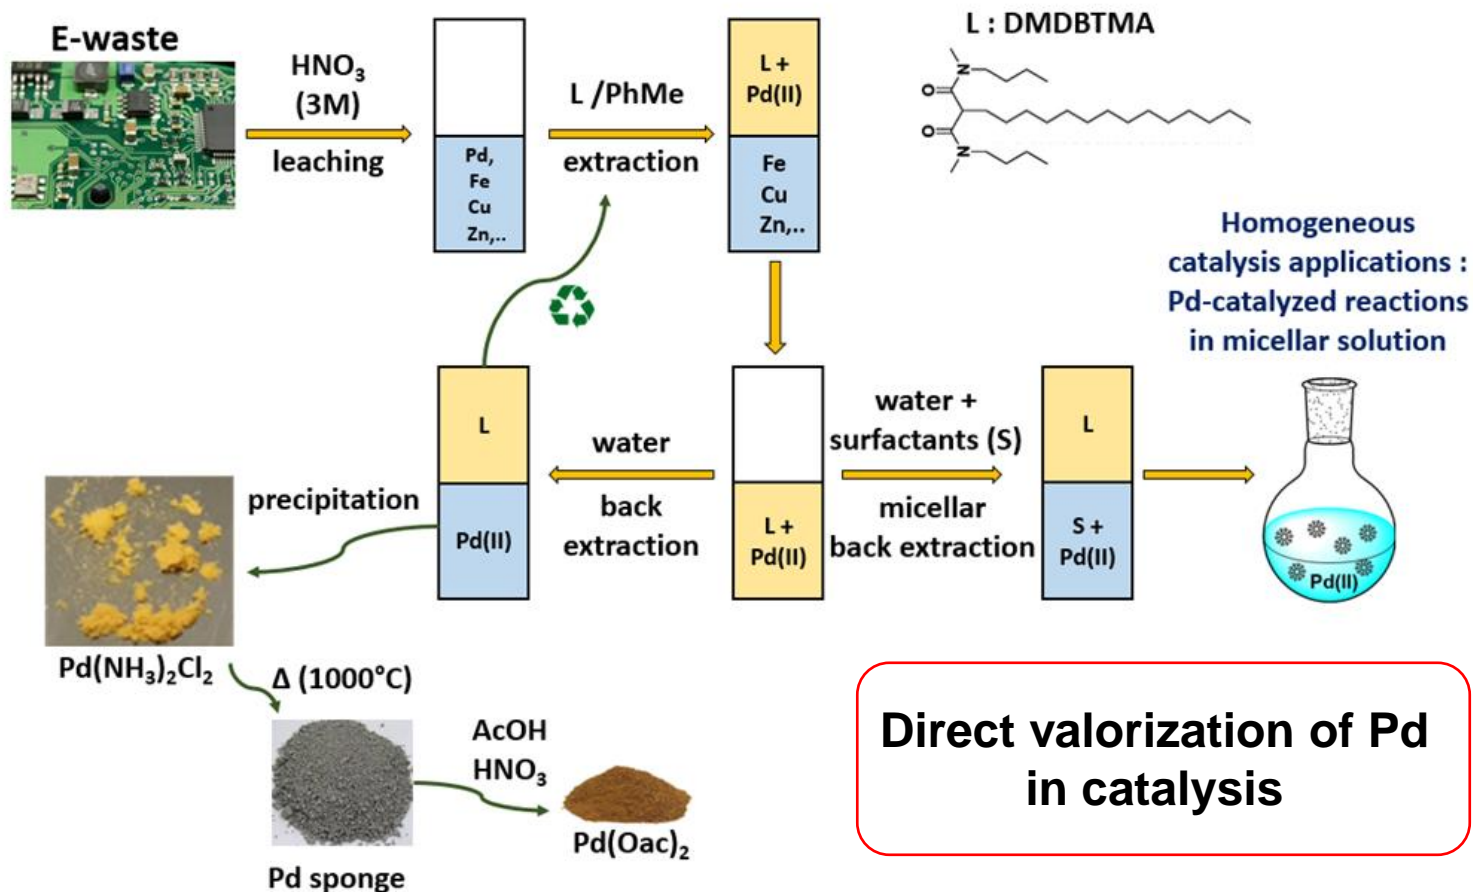 E-waste
HNO₃
(3M)
leaching
Pd,
Fe
Cu
Zn,..
L /PhMe
extraction
L +
Pd(II)
Fe
Cu
Zn,..
L : DMDBTMA
N
O
O
N
Homogeneous
catalysis applications :
Pd-catalyzed reactions
in micellar solution
L
Pd(II)
water
back
extraction
L +
Pd(II)
water +
surfactants (S)
micellar
back extraction
L
S +
Pd(II)
Pd(II)
precipitation
Pd(NH₃)₂Cl₂
Δ (1000°C)
Pd sponge
AcOH
HNO₃
Pd(Oac)₂
Direct valorization of Pd
in catalysis